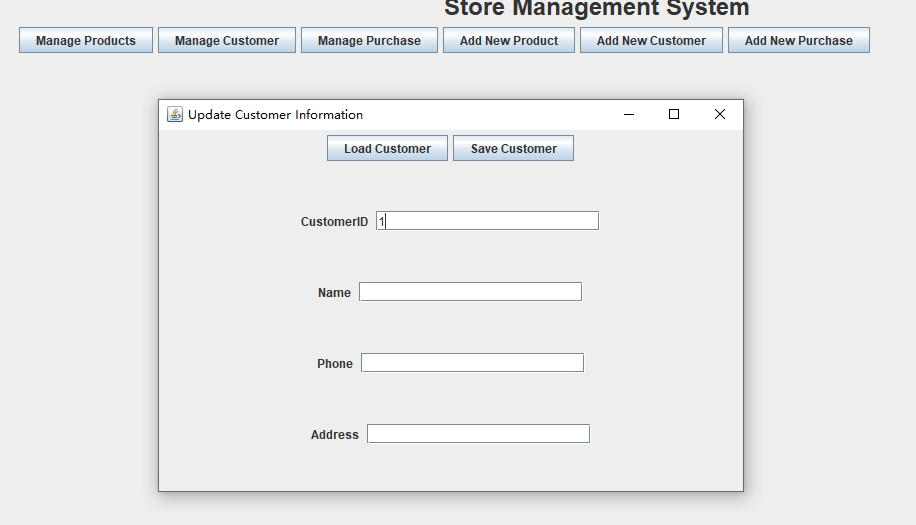 Store Management System
Manage Products Manage Customer Manage Purchase Add New Product Add New Customer Add New Purchase
Update Customer Information
Load Customer Save Customer
CustomerID 1
Name
Phone
Address